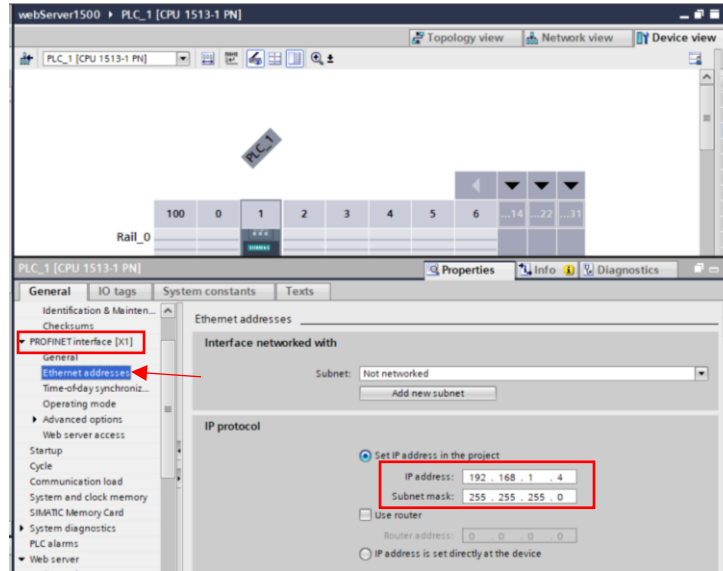 webServer1500 ▸ PLC_1 [CPU 1513-1 PN]
Topology view Network view Device view
PLC_1 [CPU 1513-1 PN]
PLC_1
100 0 1 2 3 4 5 6 ...14 ...22 ...31
Rail_0
SIEMENS
PLC_1 [CPU 1513-1 PN]
Properties Info Diagnostics
General IO tags System constants Texts
Identification & Mainten...
Checksums
PROFINET interface [X1]
General
Ethernet addresses
Time-of-day synchroniz...
Operating mode
Advanced options
Web server access
Startup
Cycle
Communication load
System and clock memory
SIMATIC Memory Card
System diagnostics
PLC alarms
Web server
Ethernet addresses
Interface networked with
Subnet: Not networked
Add new subnet
IP protocol
Set IP address in the project
IP address: 192 . 168 . 1 . 4
Subnet mask: 255 . 255 . 255 . 0
Use router
Router address: 0 . 0 . 0 . 0
IP address is set directly at the device